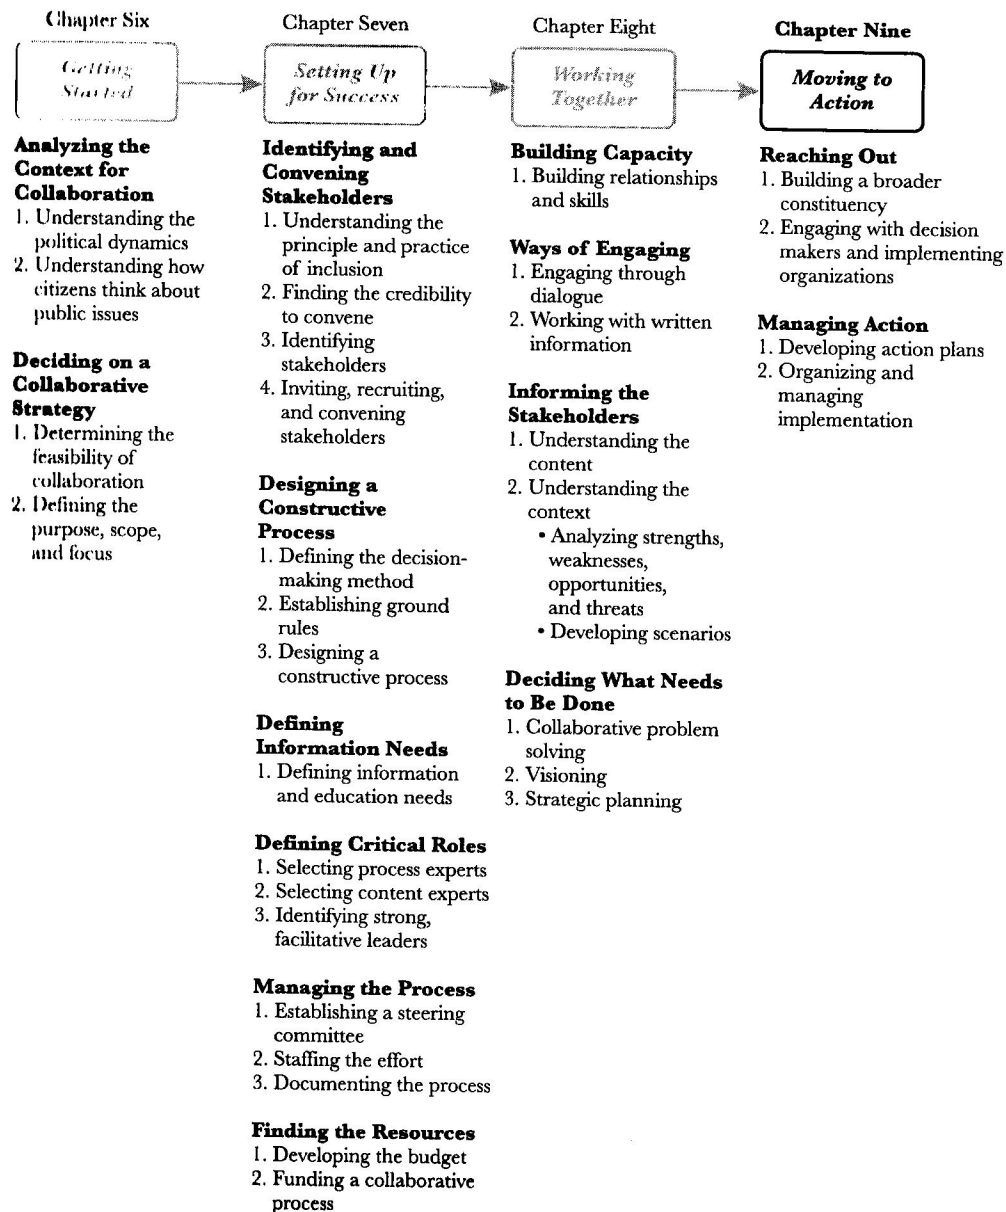 Chapter Six
Getting
Started
Analyzing the
Context for
Collaboration
1. Understanding the
political dynamics
2. Understanding how
citizens think about
public issues
Deciding on a
Collaborative
Strategy
1. Determining the
feasibility of
collaboration
2. Defining the
purpose, scope,
and focus
Chapter Seven
Setting Up
for Success
Identifying and
Convening
Stakeholders
1. Understanding the
principle and practice
of inclusion
2. Finding the credibility
to convene
3. Identifying
stakeholders
4. Inviting, recruiting,
and convening
stakeholders
Designing a
Constructive
Process
1. Defining the decision-
making method
2. Establishing ground
rules
3. Designing a
constructive process
Defining
Information Needs
1. Defining information
and education needs
Defining Critical Roles
1. Selecting process experts
2. Selecting content experts
3. Identifying strong,
facilitative leaders
Managing the Process
1. Establishing a steering
committee
2. Staffing the effort
3. Documenting the process
Finding the Resources
1. Developing the budget
2. Funding a collaborative
process
Chapter Eight
Working
Together
Building Capacity
1. Building relationships
and skills
Ways of Engaging
1. Engaging through
dialogue
2. Working with written
information
Informing the
Stakeholders
1. Understanding the
content
2. Understanding the
context
• Analyzing strengths,
weaknesses,
opportunities,
and threats
• Developing scenarios
Deciding What Needs
to Be Done
1. Collaborative problem
solving
2. Visioning
3. Strategic planning
Chapter Nine
Moving to
Action
Reaching Out
1. Building a broader
constituency
2. Engaging with decision
makers and implementing
organizations
Managing Action
1. Developing action plans
2. Organizing and
managing
implementation